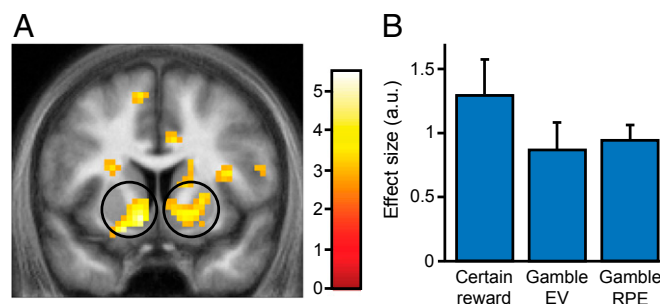 A
5
4
3
2
1
0
B
Effect size (a.u.)
1.5
1
0.5
0
Certain
reward
Gamble
EV
Gamble
RPE